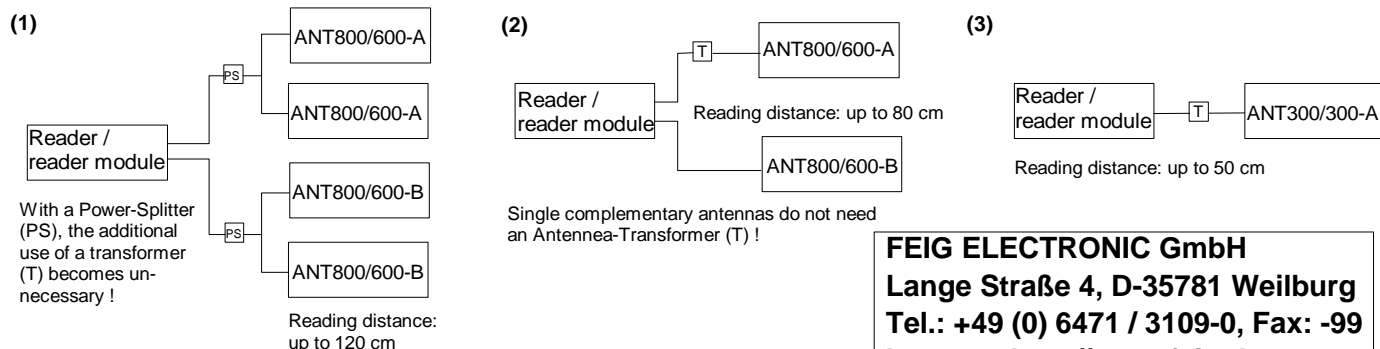 (1)
ANT800/600-A
PS
ANT800/600-A
Reader /
reader module
ANT800/600-B
PS
ANT800/600-B
With a Power-Splitter
(PS), the additional
use of a transformer
(T) becomes un-
necessary !
Reading distance:
up to 120 cm
(2)
T
ANT800/600-A
Reader /
reader module
Reading distance: up to 80 cm
ANT800/600-B
Single complementary antennas do not need
an Antennea-Transformer (T) !
(3)
Reader /
reader module
T
ANT300/300-A
Reading distance: up to 50 cm
FEIG ELECTRONIC GmbH
Lange Straße 4, D-35781 Weilburg
Tel.: +49 (0) 6471 / 3109-0, Fax: -99